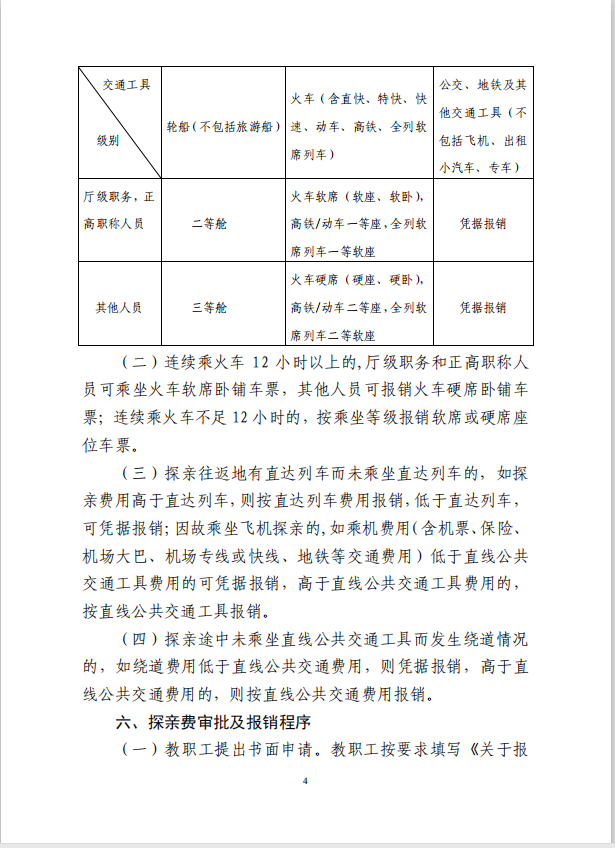 交通工具
级别
轮船（不包括旅游船）
火车（含直快、特快、快
速、动车、高铁、全列软
席列车）
公交、地铁及其
他交通工具（不
包括飞机、出租
小汽车、专车）
厅级职务，正
高职称人员
二等舱
火车软席（软座、软卧），
高铁/动车一等座，全列软
席列车一等软座
凭据报销
其他人员
三等舱
火车硬席（硬座、硬卧），
高铁/动车二等座，全列软
席列车二等软座
凭据报销
（二）连续乘火车 12 小时以上的，厅级职务和正高职称人
员可乘坐火车软席卧铺车票，其他人员可报销火车硬席卧铺车
票；连续乘火车不足 12 小时的，按乘坐等级报销软席或硬席座
位车票。
（三）探亲往返地有直达列车而未乘坐直达列车的，如探
亲费用高于直达列车，则按直达列车费用报销，低于直达列车，
可凭据报销；因故乘坐飞机探亲的，如乘机费用（含机票、保险、
机场大巴、机场专线或快线、地铁等交通费用）低于直线公共
交通工具费用的可凭据报销，高于直线公共交通工具费用的，
按直线公共交通工具报销。
（四）探亲途中未乘坐直线公共交通工具而发生绕道情况
的，如绕道费用低于直线公共交通费用，则凭据报销，高于直
线公共交通费用的，则按直线公共交通费用报销。
六、探亲费审批及报销程序
（一）教职工提出书面申请。教职工按要求填写《关于报
4